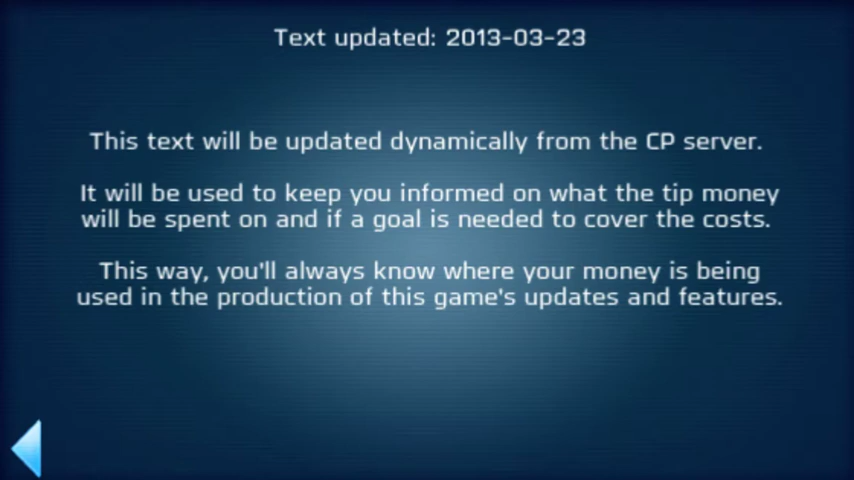 Text updated: 2013-03-23
This text will be updated dynamically from the CP server.
It will be used to keep you informed on what the tip money
will be spent on and if a goal is needed to cover the costs.
This way, you'll always know where your money is being
used in the production of this game's updates and features.